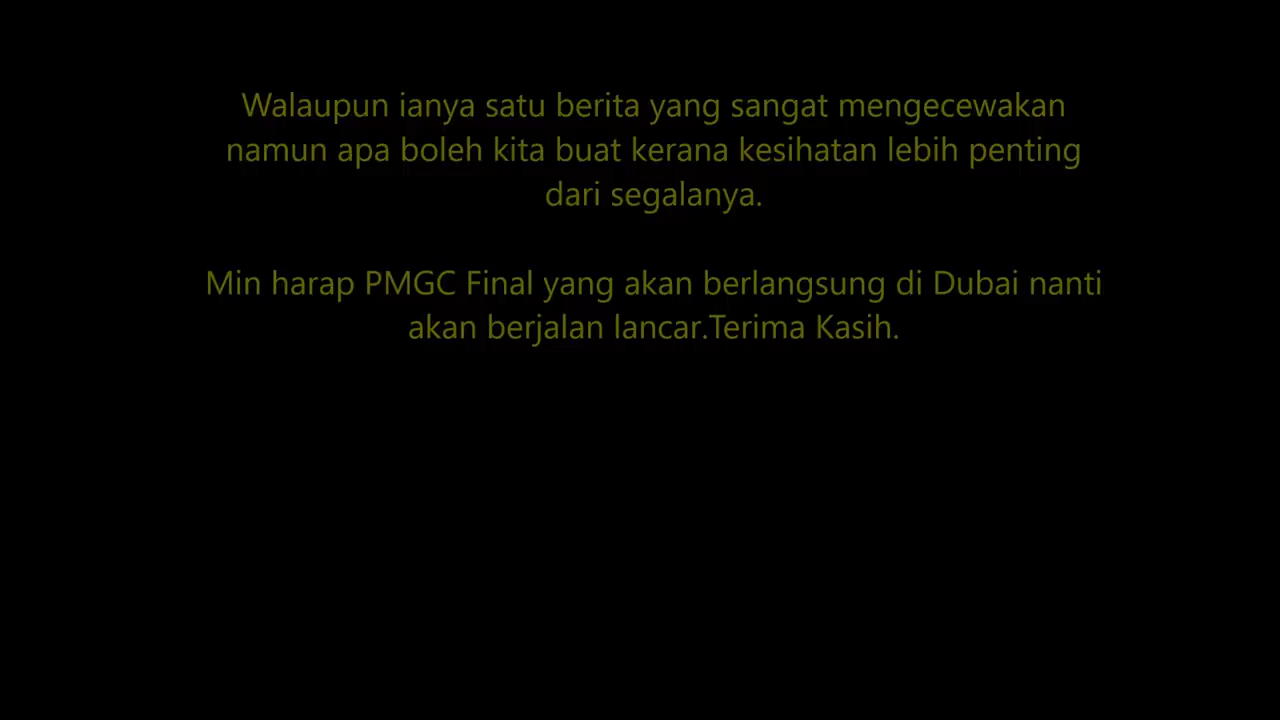 Walaupun ianya satu berita yang sangat mengecewakan
namun apa boleh kita buat kerana kesihatan lebih penting
dari segalanya.
Min harap PMGC Final yang akan berlangsung di Dubai nanti
akan berjalan lancar.Terima Kasih.